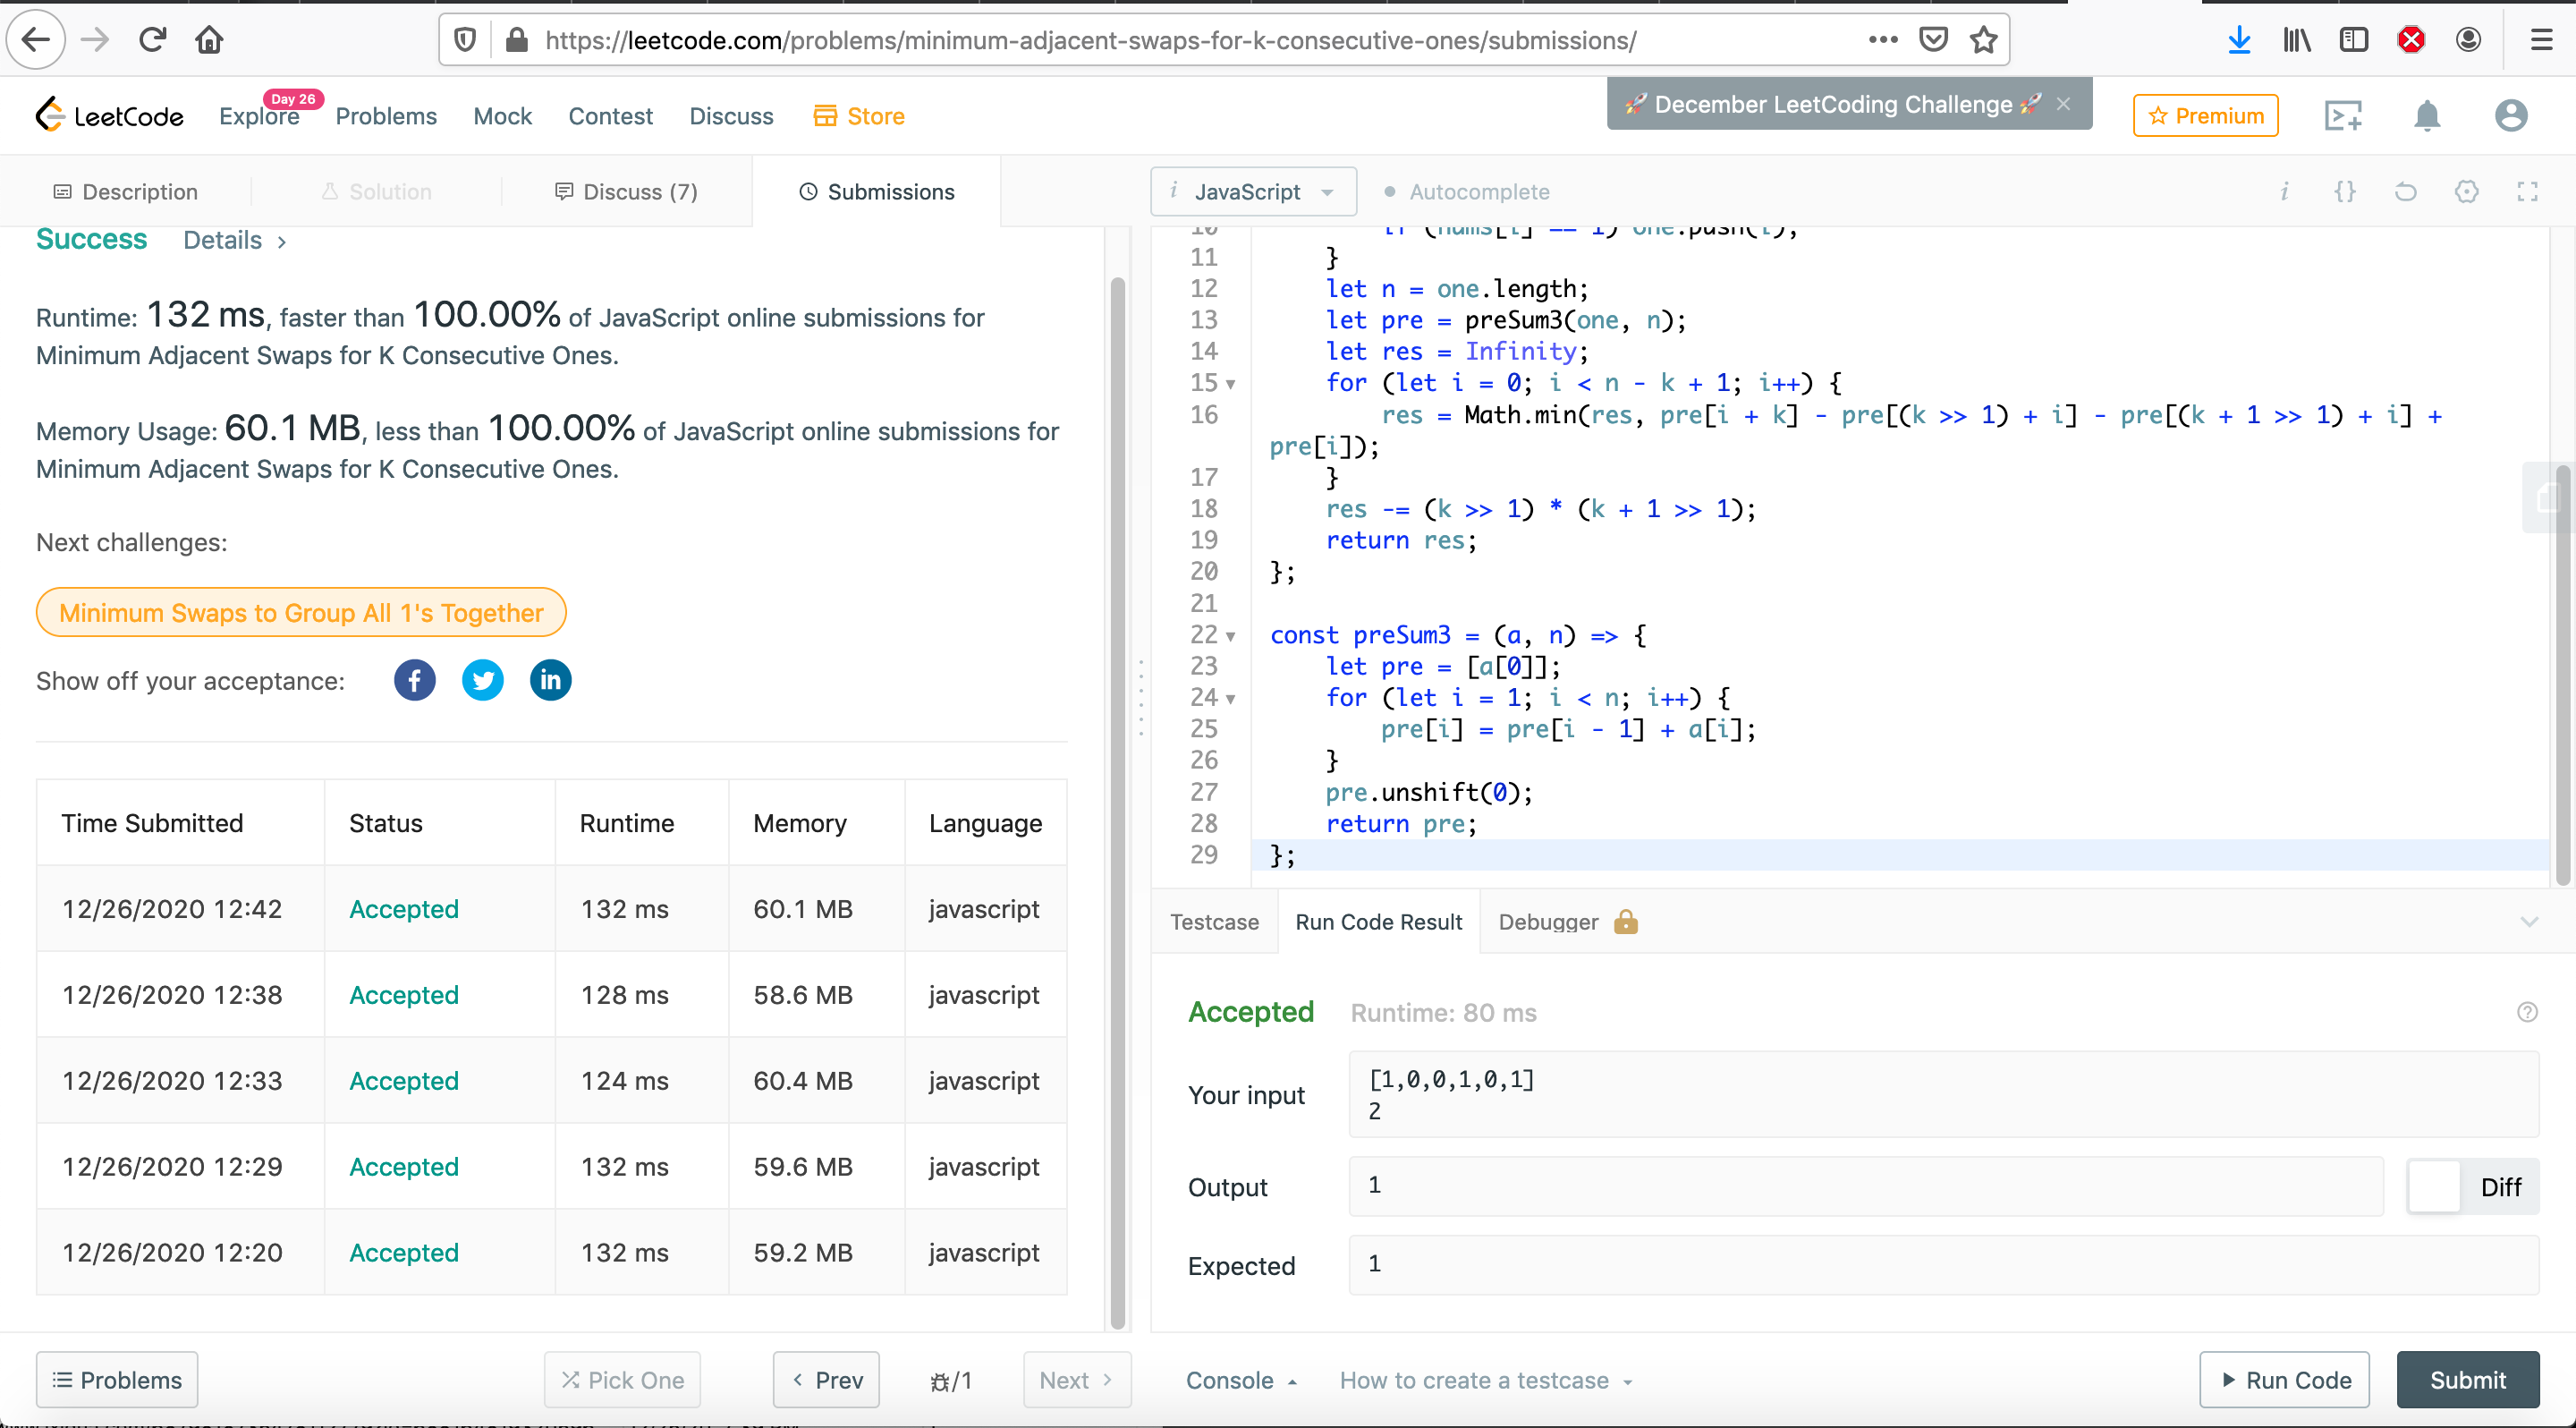 https://leetcode.com/problems/minimum-adjacent-swaps-for-k-consecutive-ones/submissions/
LeetCode
Explore
Day 26
Problems
Mock
Contest
Discuss
Store
🚀 December LeetCoding Challenge 🚀 ×
Premium
Description
Solution
Discuss (7)
Submissions
i JavaScript
Autocomplete
Success Details >
Runtime: 132 ms, faster than 100.00% of JavaScript online submissions for
Minimum Adjacent Swaps for K Consecutive Ones.
Memory Usage: 60.1 MB, less than 100.00% of JavaScript online submissions for
Minimum Adjacent Swaps for K Consecutive Ones.
Next challenges:
Minimum Swaps to Group All 1's Together
Show off your acceptance:
Time Submitted Status Runtime Memory Language
12/26/2020 12:42 Accepted 132 ms 60.1 MB javascript
12/26/2020 12:38 Accepted 128 ms 58.6 MB javascript
12/26/2020 12:33 Accepted 124 ms 60.4 MB javascript
12/26/2020 12:29 Accepted 132 ms 59.6 MB javascript
12/26/2020 12:20 Accepted 132 ms 59.2 MB javascript
10 if (nums[i] == 1) one.push(i);
11 }
12 let n = one.length;
13 let pre = preSum3(one, n);
14 let res = Infinity;
15 for (let i = 0; i < n - k + 1; i++) {
16 res = Math.min(res, pre[i + k] - pre[(k >> 1) + i] - pre[(k + 1 >> 1) + i] +
pre[i]);
17 }
18 res -= (k >> 1) * (k + 1 >> 1);
19 return res;
20 };
21
22 const preSum3 = (a, n) => {
23 let pre = [a[0]];
24 for (let i = 1; i < n; i++) {
25 pre[i] = pre[i - 1] + a[i];
26 }
27 pre.unshift(0);
28 return pre;
29 };
Testcase
Run Code Result
Debugger
Accepted Runtime: 80 ms
Your input
[1,0,0,1,0,1]
2
Output
1
Diff
Expected
1
Problems
Pick One
< Prev
/1
Next >
Console
How to create a testcase
Run Code
Submit